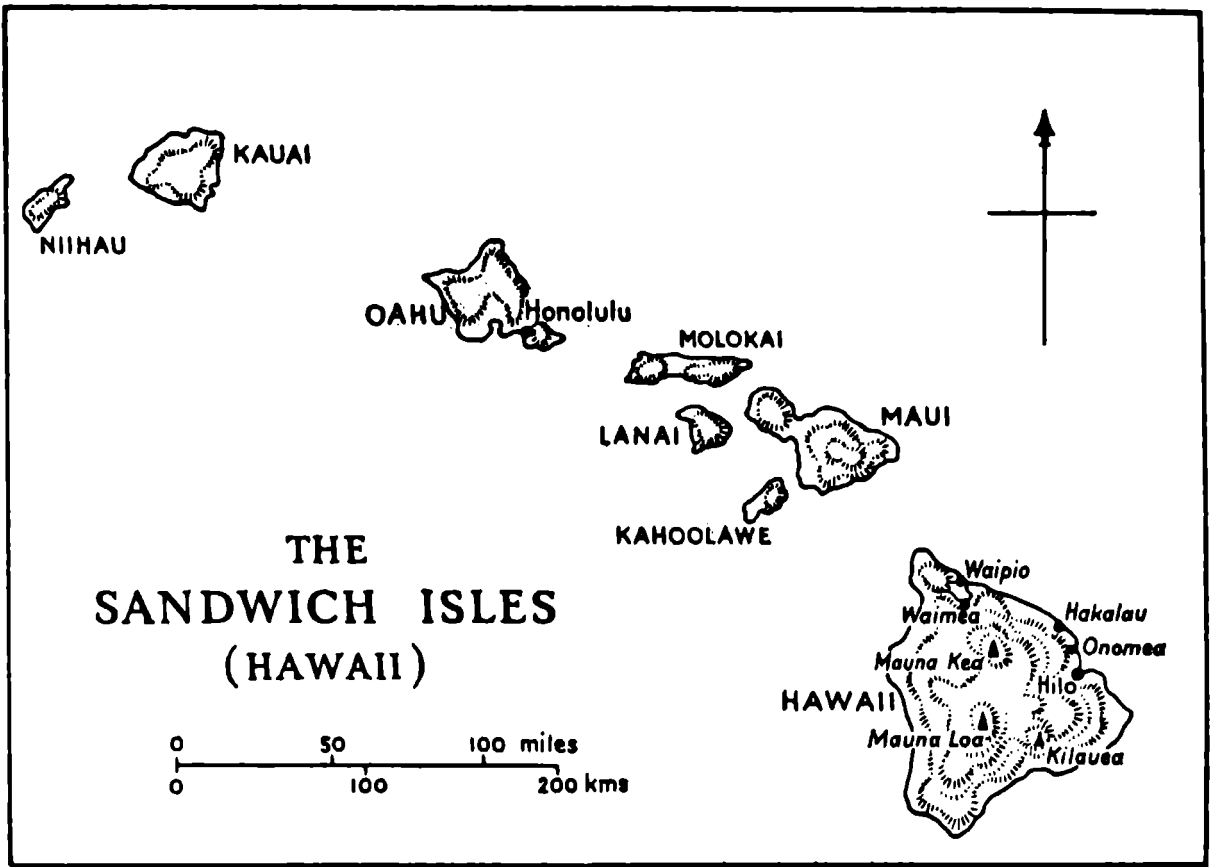 KAUAI
NIIHAU
OAHU
Honolulu
MOLOKAI
MAUI
LANAI
KAHOOLAWE
THE
SANDWICH ISLES
(HAWAII)
Waipio
Waimea
Hakalau
Onomea
Mauna Kea
Hilo
HAWAII
Mauna Loa
Kilauea
0 50 100 miles
0 100 200 kms